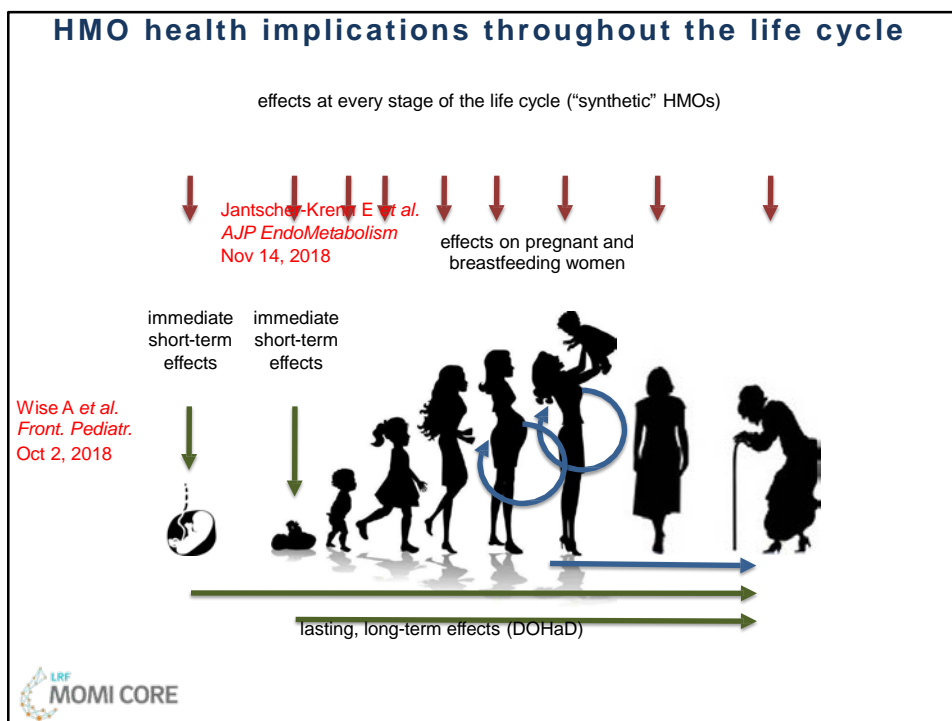 HMO health implications throughout the life cycle
effects at every stage of the life cycle (“synthetic” HMOs)
Jantscher-Krenn E et al.
AJP EndoMetabolism
Nov 14, 2018
effects on pregnant and
breastfeeding women
immediate
short-term
effects
immediate
short-term
effects
Wise A et al.
Front. Pediatr.
Oct 2, 2018
lasting, long-term effects (DOHaD)
LRF
MOMI CORE